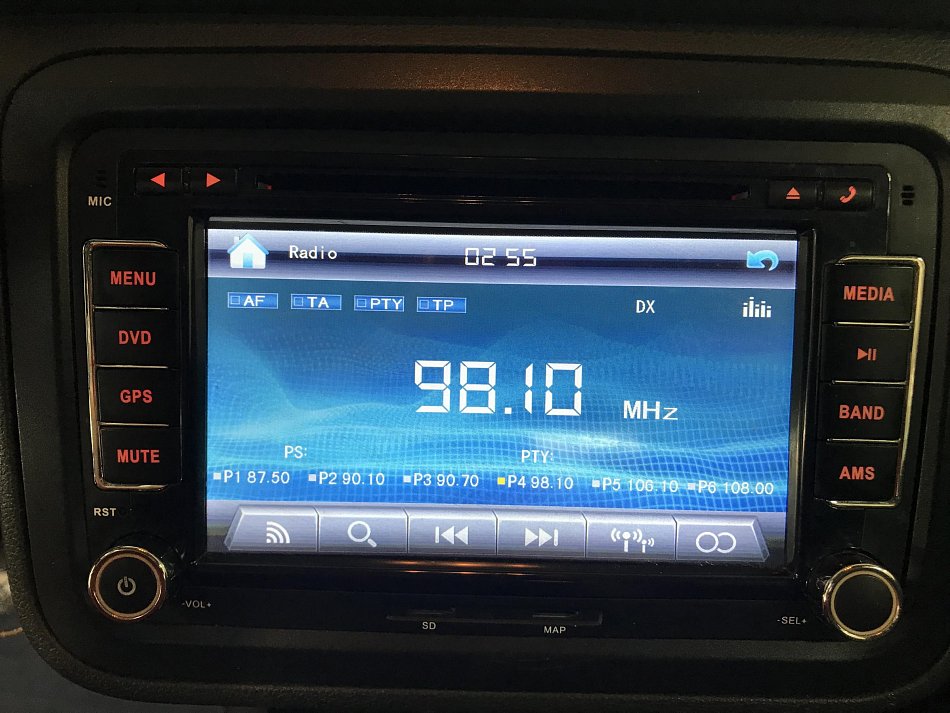 MIC
Radio 02 55
MENU
MEDIA
AF TA PTY TP DX
DVD
98.10 MHz
GPS
BAND
MUTE
PS: PTY:
AMS
P1 87.50 P2 90.10 P3 90.70 P4 98.10 P5 106.10 P6 108.00
RST
-VOL+
SD MAP
-SEL+